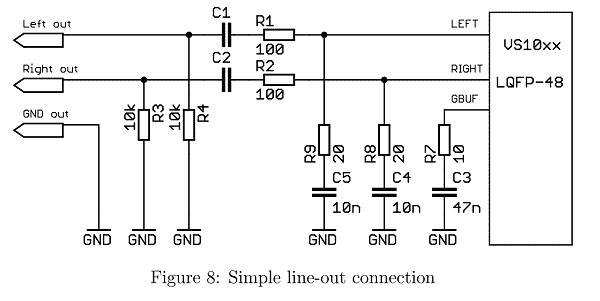 Left out
C1
R1
100
LEFT
VS10xx
Right out
C2
R2
100
RIGHT
LQFP-48
GND out
10k
R3
10k
R4
GBUF
R9
20
R8
20
R7
10
C5
10n
C4
10n
C3
47n
GND
GND
GND
GND
GND
GND
Figure 8: Simple line-out connection